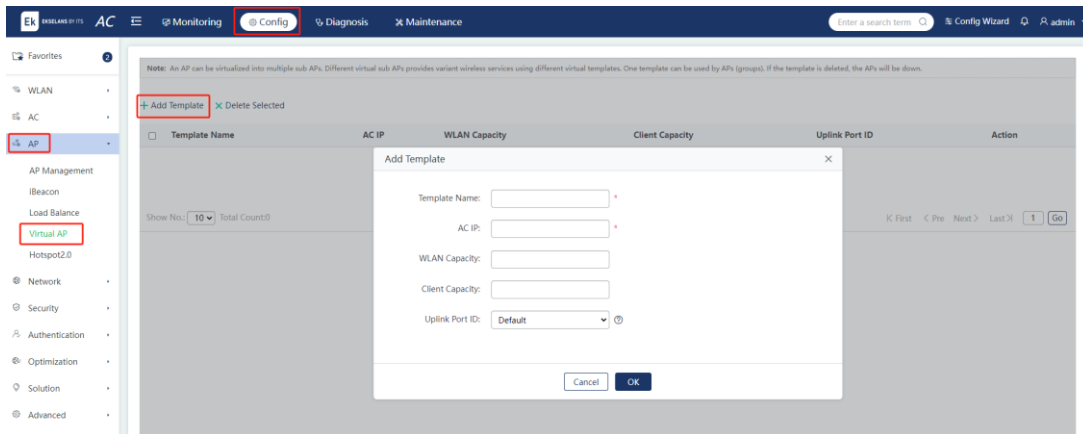 Ek EKSELANS BY ITS AC Monitoring Config Diagnosis Maintenance Enter a search term Config Wizard admin
Favorites 2
Note: An AP can be virtualized into multiple sub APs. Different virtual sub APs provides variant wireless services using different virtual templates. One template can be used by APs (groups). If the template is deleted, the APs will be down.
WLAN
+ Add Template × Delete Selected
AC
Template Name AC IP WLAN Capacity Client Capacity Uplink Port ID Action
AP
Add Template ×
AP Management
IBeacon
Template Name: *
Load Balance
Show No.: 10 Total Count:0 First < Pre Next > Last 1 Go
Virtual AP
AC IP: *
Hotspot2.0
WLAN Capacity:
Network
Client Capacity:
Security
Uplink Port ID: Default ?
Authentication
Optimization
Cancel OK
Solution
Advanced